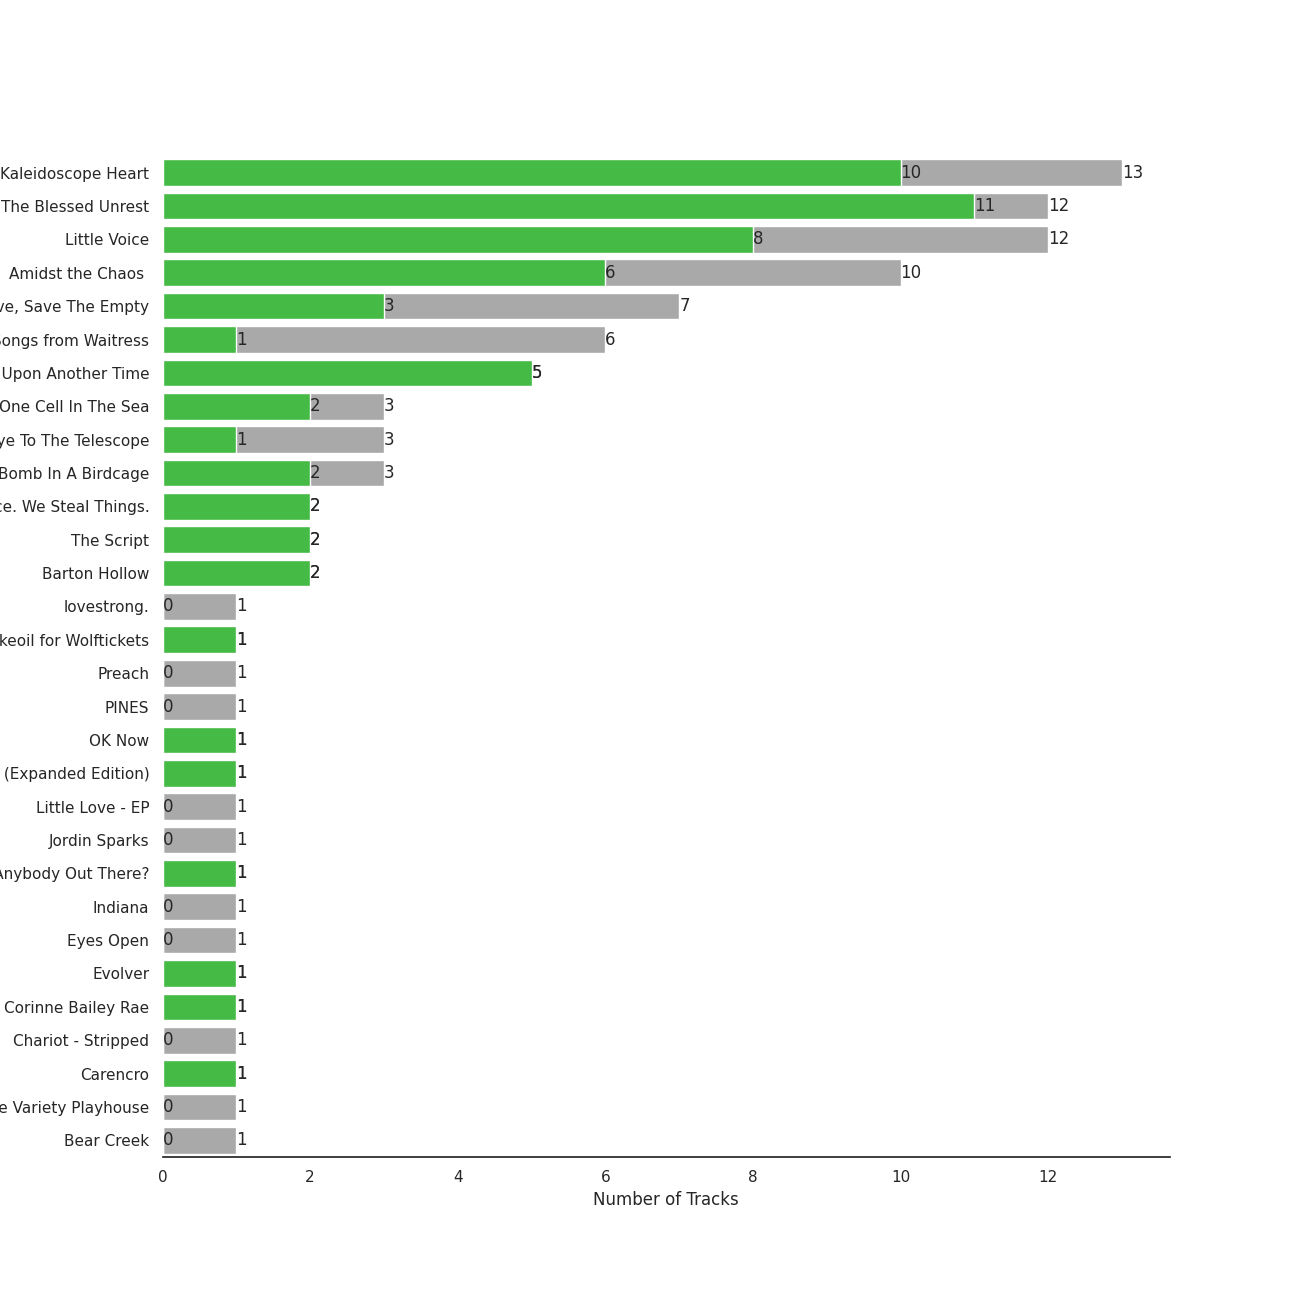 Kaleidoscope Heart 10 13
The Blessed Unrest 11 12
Little Voice 8 12
Amidst the Chaos 6 10
ve, Save The Empty 3 7
Songs from Waitress 1 6
Upon Another Time 5
One Cell In The Sea 2 3
ye To The Telescope 1 3
Bomb In A Birdcage 2 3
ce. We Steal Things. 2
The Script 2
Barton Hollow 2
lovestrong. 0 1
keoil for Wolftickets 1
Preach 0 1
PINES 0 1
OK Now 1
(Expanded Edition) 1
Little Love - EP 0 1
Jordin Sparks 0 1
Anybody Out There? 1
Indiana 0 1
Eyes Open 0 1
Evolver 1
Corinne Bailey Rae 1
Chariot - Stripped 0 1
Carencro 1
e Variety Playhouse 0 1
Bear Creek 0 1
0 2 4 6 8 10 12
Number of Tracks